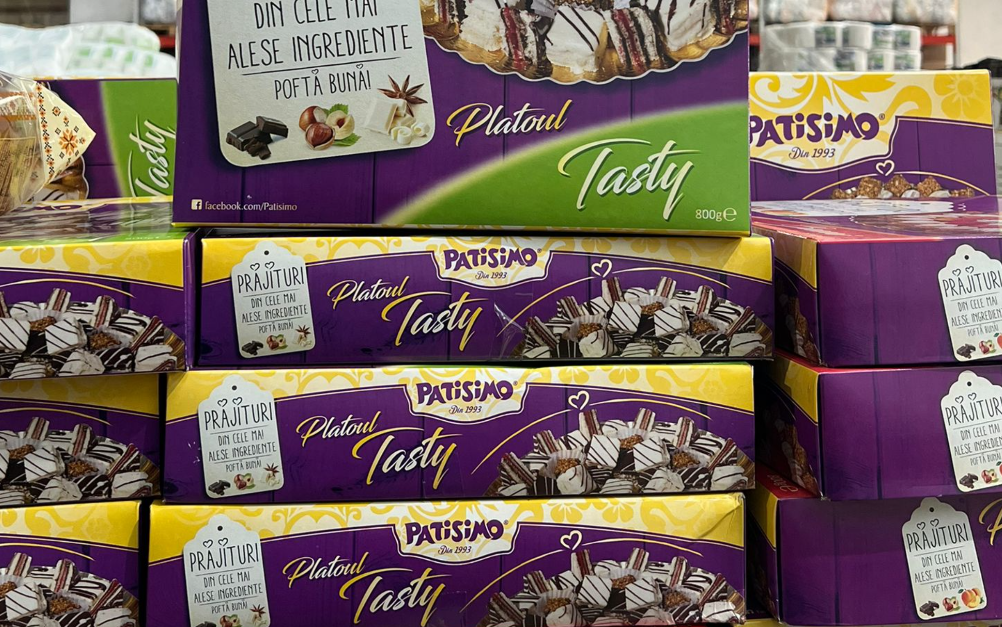 DIN CELE MAI
ALESE INGREDIENTE
POFTĂ BUNĂ!
Platoul
Tasty
facebook.com/Patisimo
800g e
Tasty
PATISIMO
Din 1993
PRĂJITURI
DIN CELE MAI
ALESE INGREDIENTE
POFTĂ BUNĂ!
Platoul
Tasty
PATISIMO
Din 1993
PRĂJITURI
DIN CELE MAI
ALESE INGREDIENTE
POFTĂ BUNĂ!
Platoul
Tasty
PATISIMO
Din 1993
PRĂJITURI
DIN CELE MAI
ALESE INGREDIENTE
POFTĂ BUNĂ!
Platoul
Tasty
PATISIMO
Din 1993
PRĂJITURI
DIN CELE MAI
ALESE INGREDIENTE
POFTĂ BUNĂ!
PRĂJITURI
DIN CELE MAI
ALESE INGREDIENTE
POFTĂ BUNĂ!
PRĂJITURI
DIN CELE MAI
ALESE INGREDIENTE
POFTĂ BUNĂ!